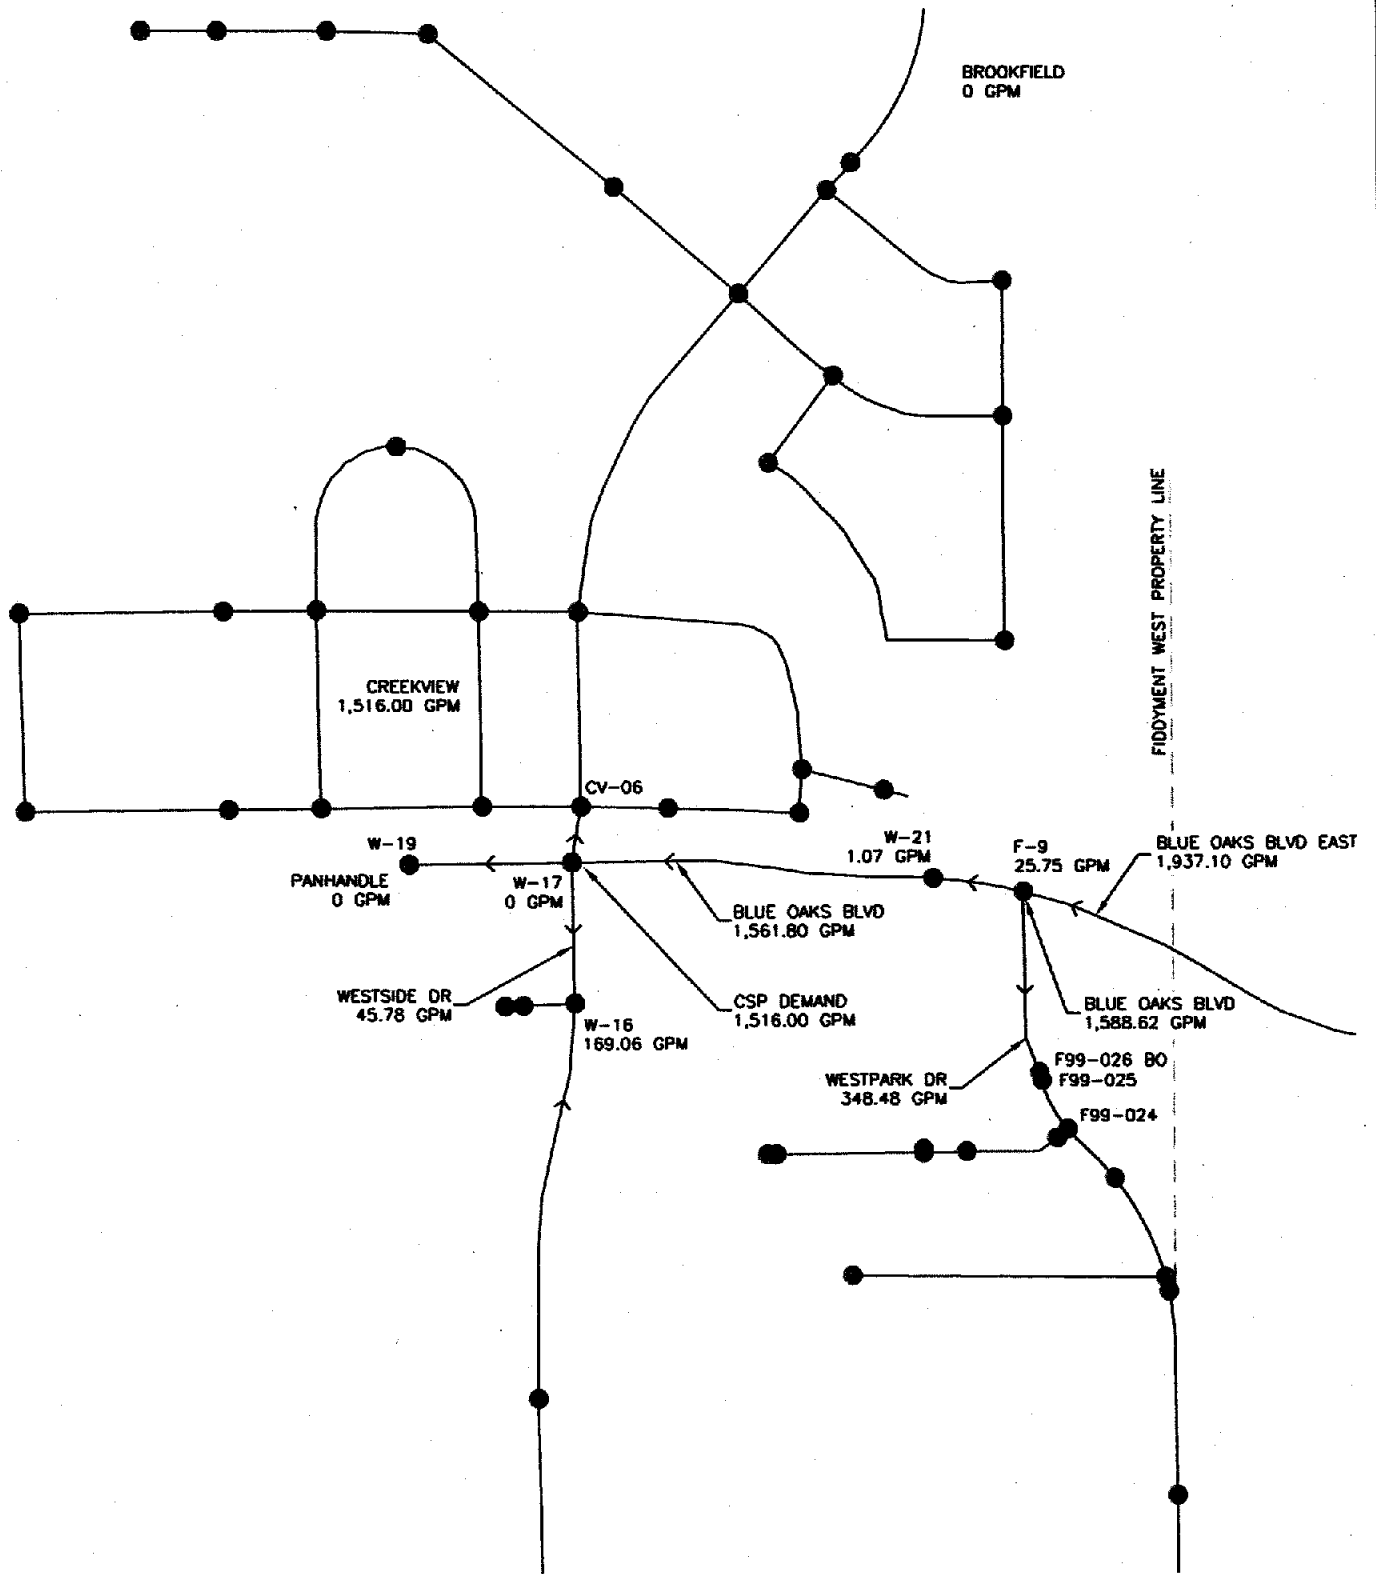 BROOKFIELD
0 GPM
FIDDYMENT WEST PROPERTY LINE
CREEKVIEW
1,516.00 GPM
CV-06
W-19
PANHANDLE
0 GPM
W-17
0 GPM
W-21
1.07 GPM
F-9
25.75 GPM
BLUE OAKS BLVD EAST
1,937.10 GPM
BLUE OAKS BLVD
1,561.80 GPM
WESTSIDE DR
45.78 GPM
CSP DEMAND
1,516.00 GPM
BLUE OAKS BLVD
1,588.62 GPM
W-16
169.06 GPM
F99-026 BO
F99-025
WESTPARK DR
348.48 GPM
F99-024